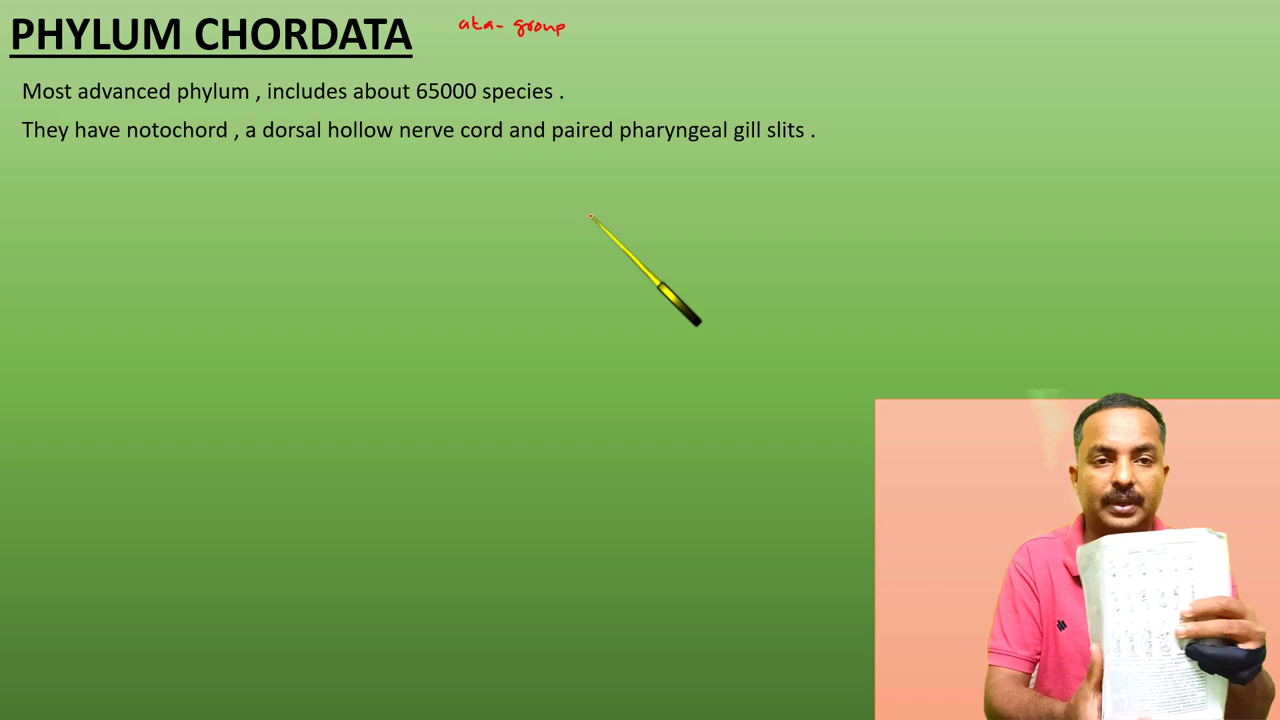 PHYLUM CHORDATA
ata- group
Most advanced phylum , includes about 65000 species .
They have notochord , a dorsal hollow nerve cord and paired pharyngeal gill slits .